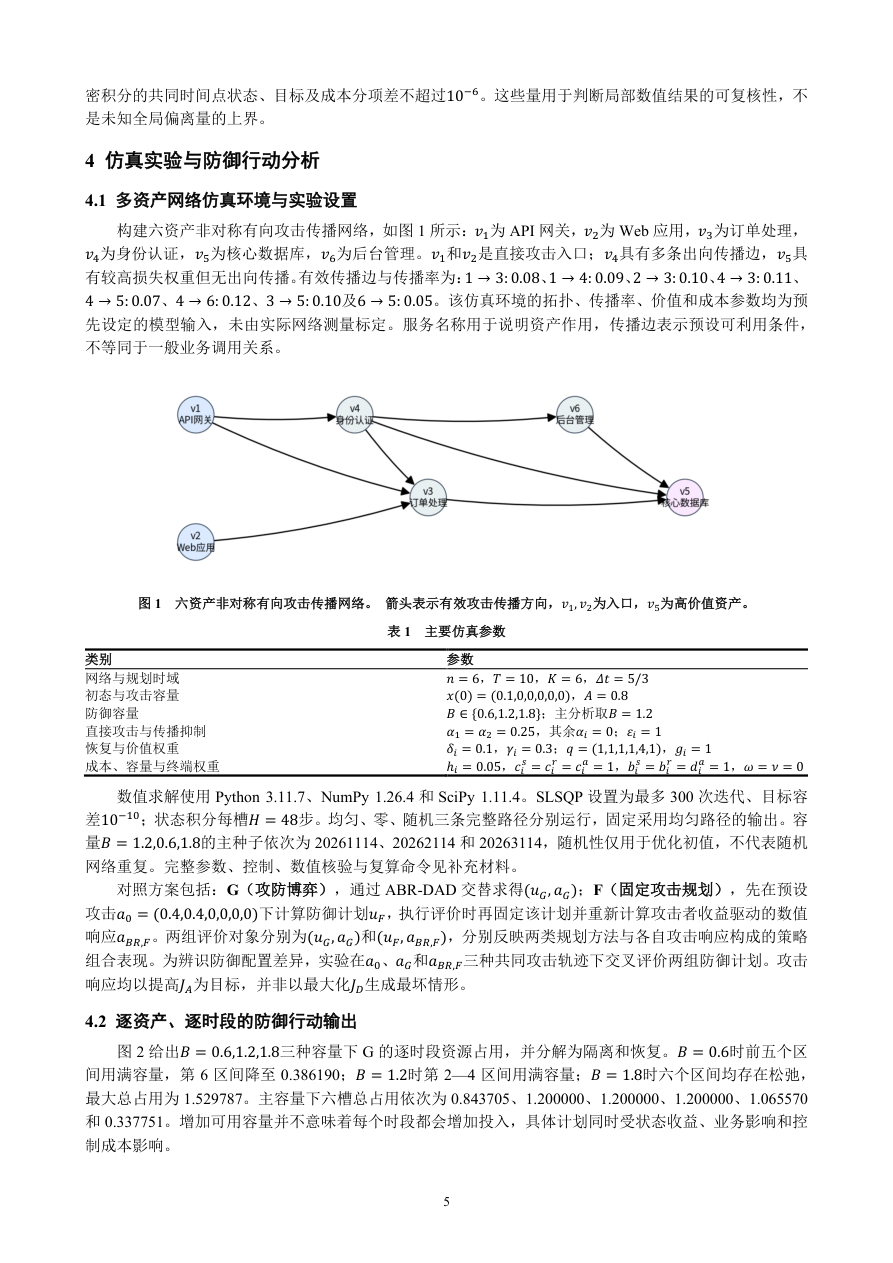 密积分的共同时间点状态、目标及成本分项差不超过10⁻⁶。这些量用于判断局部数值结果的可复核性，不
是未知全局偏离量的上界。
4 仿真实验与防御行动分析
4.1 多资产网络仿真环境与实验设置
构建六资产非对称有向攻击传播网络，如图 1 所示：v₁为 API 网关，v₂为 Web 应用，v₃为订单处理，
v₄为身份认证，v₅为核心数据库，v₆为后台管理。v₁和v₂是直接攻击入口；v₄具有多条出向传播边，v₅具
有较高损失权重但无出向传播。有效传播边与传播率为：1 → 3: 0.08、1 → 4: 0.09、2 → 3: 0.10、4 → 3: 0.11、
4 → 5: 0.07、4 → 6: 0.12、3 → 5: 0.10及6 → 5: 0.05。该仿真环境的拓扑、传播率、价值和成本参数均为预
先设定的模型输入，未由实际网络测量标定。服务名称用于说明资产作用，传播边表示预设可利用条件，
不等同于一般业务调用关系。
v1
API网关
v4
身份认证
v6
后台管理
v3
订单处理
v5
核心数据库
v2
Web应用
图 1 六资产非对称有向攻击传播网络。 箭头表示有效攻击传播方向，v₁, v₂为入口，v₅为高价值资产。
表 1 主要仿真参数
类别 参数
网络与规划时域 n = 6，T = 10，K = 6，Δt = 5/3
初态与攻击容量 x(0) = (0.1,0,0,0,0,0)，A = 0.8
防御容量 B ∈ {0.6,1.2,1.8}；主分析取B = 1.2
直接攻击与传播抑制 α₁ = α₂ = 0.25，其余αᵢ = 0；εᵢ = 1
恢复与价值权重 δᵢ = 0.1，γᵢ = 0.3；q = (1,1,1,1,4,1)，gᵢ = 1
成本、容量与终端权重 hᵢ = 0.05，cᵢˢ = cᵢʳ = cᵢᵃ = 1，bᵢˢ = bᵢʳ = dᵢᵃ = 1，ω = ν = 0
数值求解使用 Python 3.11.7、NumPy 1.26.4 和 SciPy 1.11.4。SLSQP 设置为最多 300 次迭代、目标容
差10⁻¹⁰；状态积分每槽H = 48步。均匀、零、随机三条完整路径分别运行，固定采用均匀路径的输出。容
量B = 1.2,0.6,1.8的主种子依次为 20261114、20262114 和 20263114，随机性仅用于优化初值，不代表随机
网络重复。完整参数、控制、数值核验与复算命令见补充材料。
对照方案包括：G（攻防博弈），通过 ABR-DAD 交替求得(u_G, a_G)；F（固定攻击规划），先在预设
攻击a₀ = (0.4,0.4,0,0,0,0)下计算防御计划u_F，执行评价时再固定该计划并重新计算攻击者收益驱动的数值
响应a_{BR,F}。两组评价对象分别为(u_G, a_G)和(u_F, a_{BR,F})，分别反映两类规划方法与各自攻击响应构成的策略
组合表现。为辨识防御配置差异，实验在a₀、a_G和a_{BR,F}三种共同攻击轨迹下交叉评价两组防御计划。攻击
响应均以提高J_A为目标，并非以最大化J_D生成最坏情形。
4.2 逐资产、逐时段的防御行动输出
图 2 给出B = 0.6,1.2,1.8三种容量下 G 的逐时段资源占用，并分解为隔离和恢复。B = 0.6时前五个区
间用满容量，第 6 区间降至 0.386190；B = 1.2时第 2—4 区间用满容量；B = 1.8时六个区间均存在松弛，
最大总占用为 1.529787。主容量下六槽总占用依次为 0.843705、1.200000、1.200000、1.200000、1.065570
和 0.337751。增加可用容量并不意味着每个时段都会增加投入，具体计划同时受状态收益、业务影响和控
制成本影响。
5